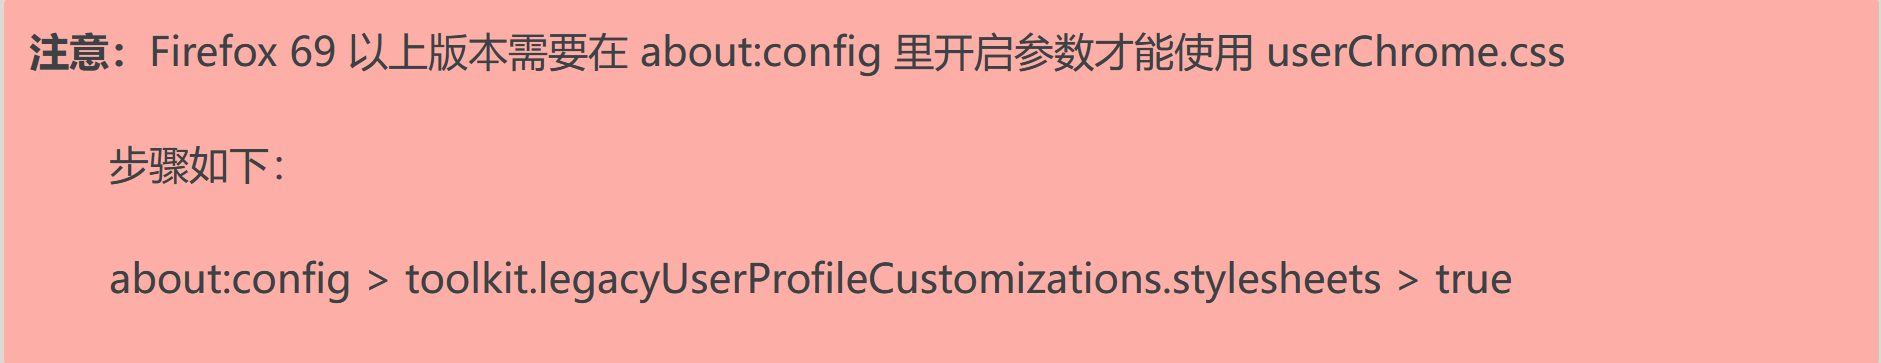 注意：Firefox 69 以上版本需要在 about:config 里开启参数才能使用 userChrome.css
步骤如下：
about:config > toolkit.legacyUserProfileCustomizations.stylesheets > true